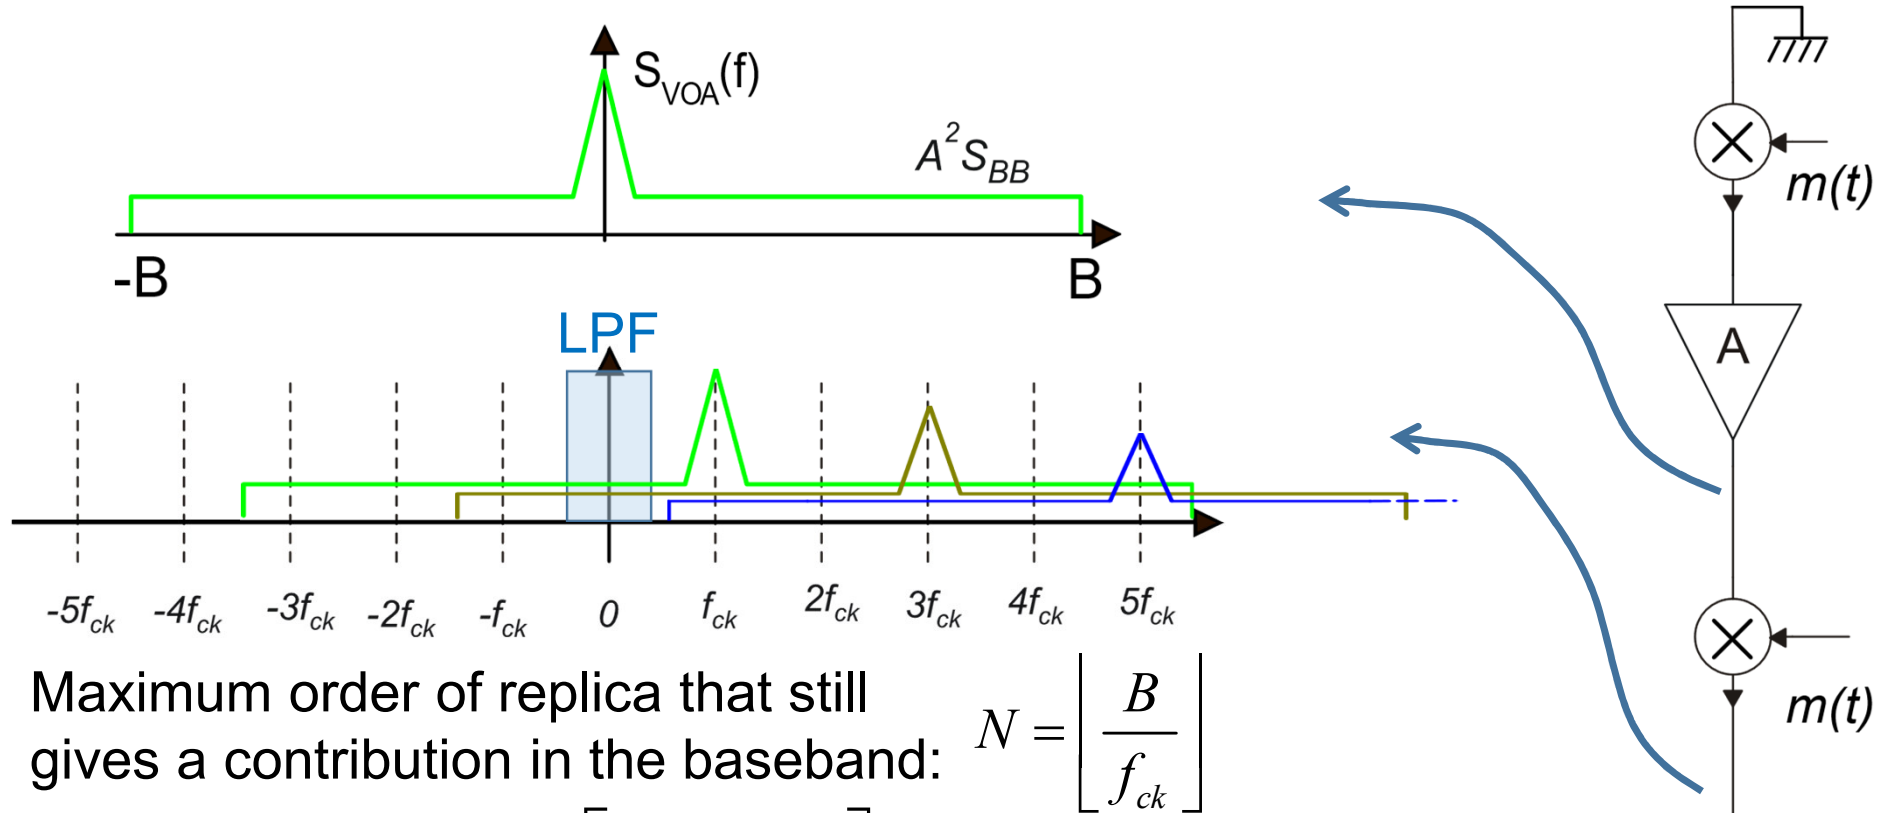 S_VOA(f)
A²S_BB
-B
B
LPF
-5f_ck -4f_ck -3f_ck -2f_ck -f_ck 0 f_ck 2f_ck 3f_ck 4f_ck 5f_ck
Maximum order of replica that still
gives a contribution in the baseband:
N = ⌊ B / f_ck ⌋
m(t)
A
m(t)